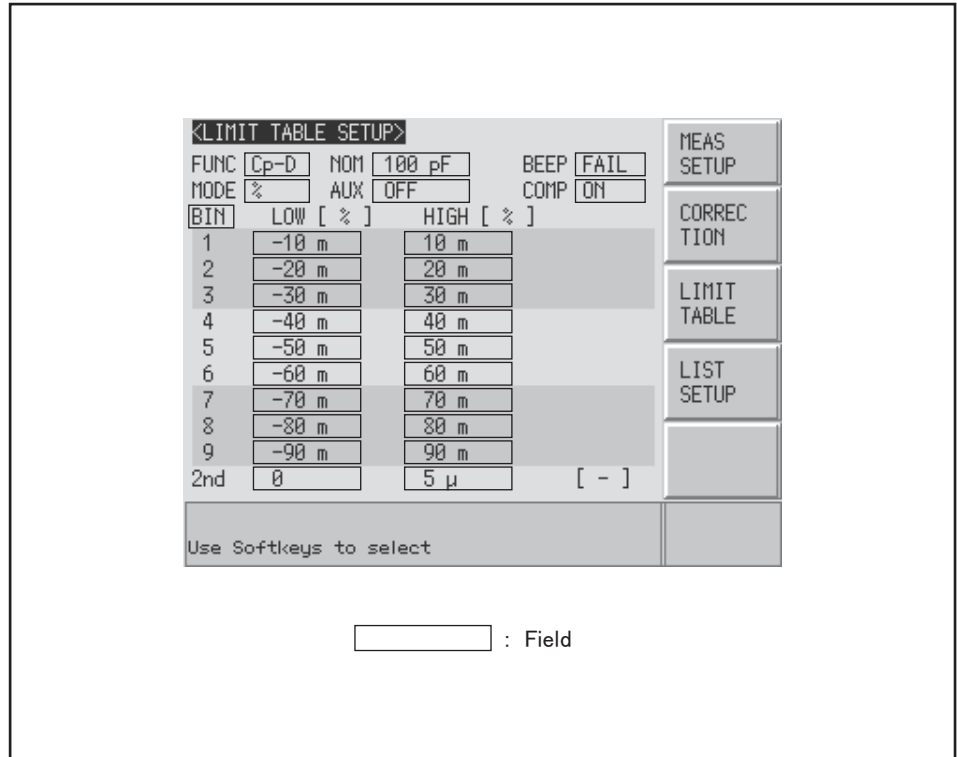 <LIMIT TABLE SETUP>
FUNC Cp-D NOM 100 pF BEEP FAIL
MODE % AUX OFF COMP ON
BIN LOW [ % ] HIGH [ % ]
1 -10 m 10 m
2 -20 m 20 m
3 -30 m 30 m
4 -40 m 40 m
5 -50 m 50 m
6 -60 m 60 m
7 -70 m 70 m
8 -80 m 80 m
9 -90 m 90 m
2nd 0 5 μ [ - ]
MEAS
SETUP
CORREC
TION
LIMIT
TABLE
LIST
SETUP
Use Softkeys to select
: Field